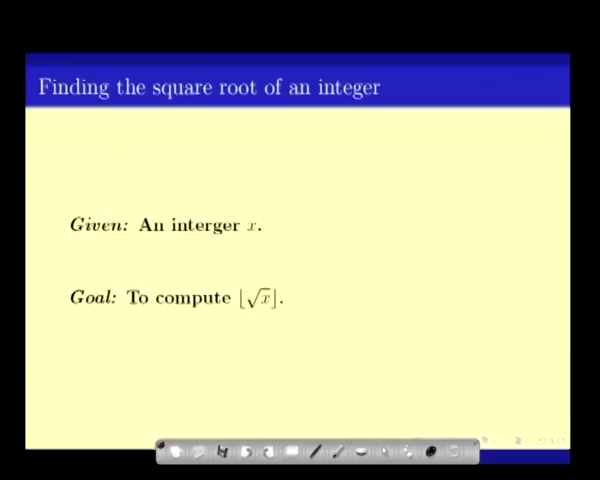 Finding the square root of an integer
Given: An interger x.
Goal: To compute ⌊√x⌋.